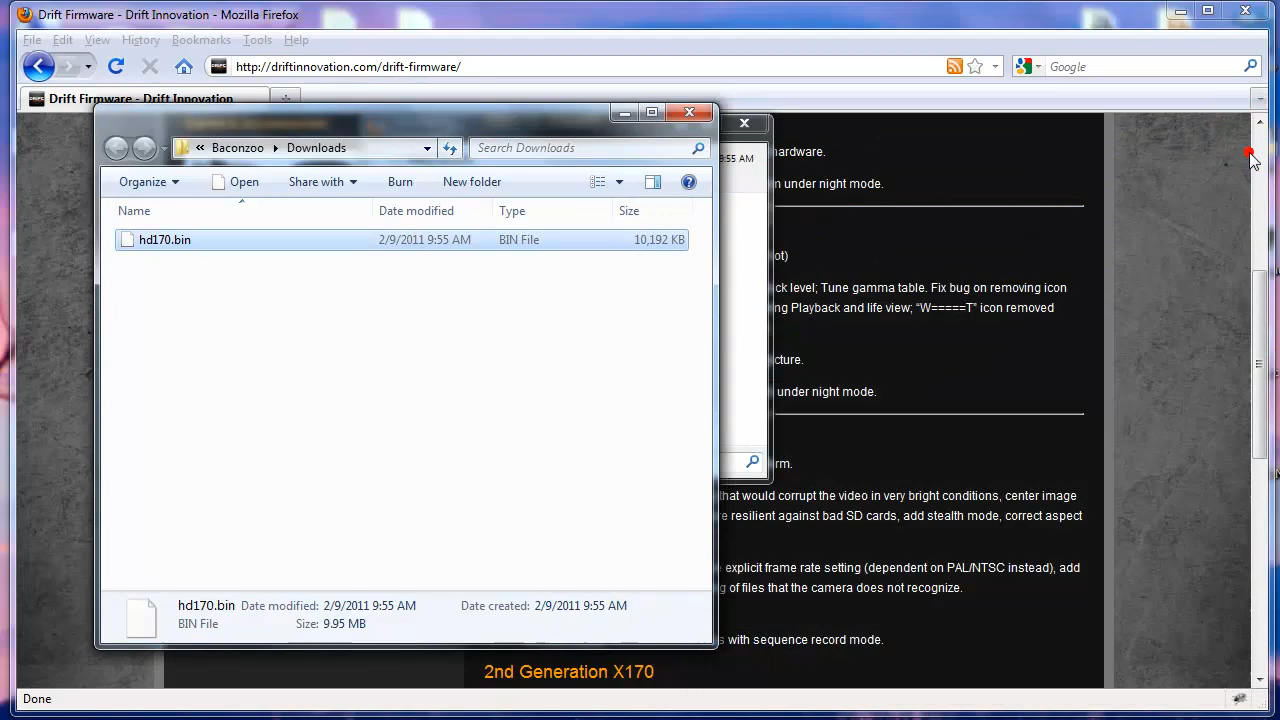 Drift Firmware - Drift Innovation - Mozilla Firefox
File Edit View History Bookmarks Tools Help
http://driftinnovation.com/drift-firmware/
Google
Drift Firmware - Drift Innovation
9:55 AM
« Baconzoo Downloads
Search Downloads
Organize Open Share with Burn New folder
Name Date modified Type Size
hd170.bin 2/9/2011 9:55 AM BIN File 10,192 KB
hd170.bin Date modified: 2/9/2011 9:55 AM Date created: 2/9/2011 9:55 AM
BIN File Size: 9.95 MB
ardware.
under night mode.
ot)
ck level; Tune gamma table. Fix bug on removing icon
ng Playback and life view; “W=====T” icon removed
cture.
under night mode.
rm.
that would corrupt the video in very bright conditions, center image
resilient against bad SD cards, add stealth mode, correct aspect
explicit frame rate setting (dependent on PAL/NTSC instead), add
g of files that the camera does not recognize.
with sequence record mode.
2nd Generation X170
Done